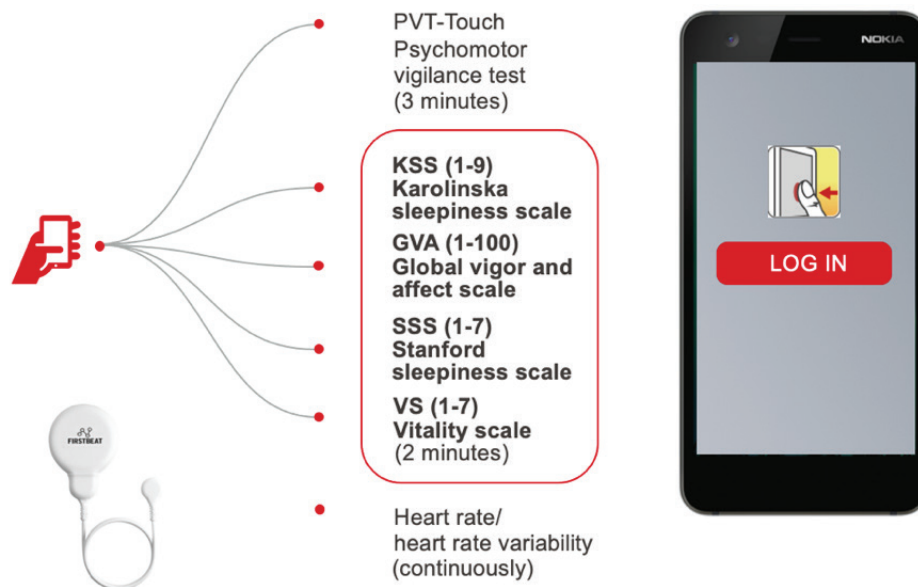 PVT-Touch
Psychomotor
vigilance test
(3 minutes)
KSS (1-9)
Karolinska
sleepiness scale
GVA (1-100)
Global vigor and
affect scale
SSS (1-7)
Stanford
sleepiness scale
VS (1-7)
Vitality scale
(2 minutes)
Heart rate/
heart rate variability
(continuously)
FIRSTBEAT
NOKIA
LOG IN